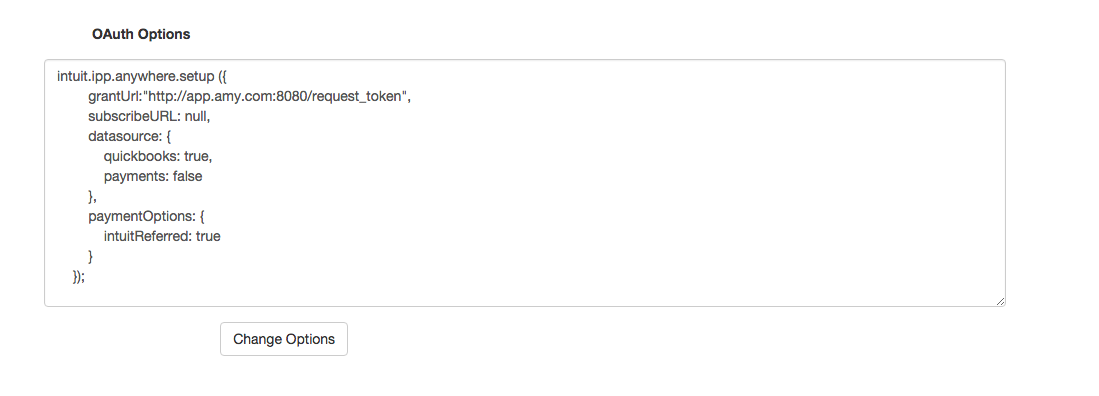 OAuth Options
intuit.ipp.anywhere.setup ({
grantUrl:"http://app.amy.com:8080/request_token",
subscribeURL: null,
datasource: {
quickbooks: true,
payments: false
},
paymentOptions: {
intuitReferred: true
}
});
Change Options